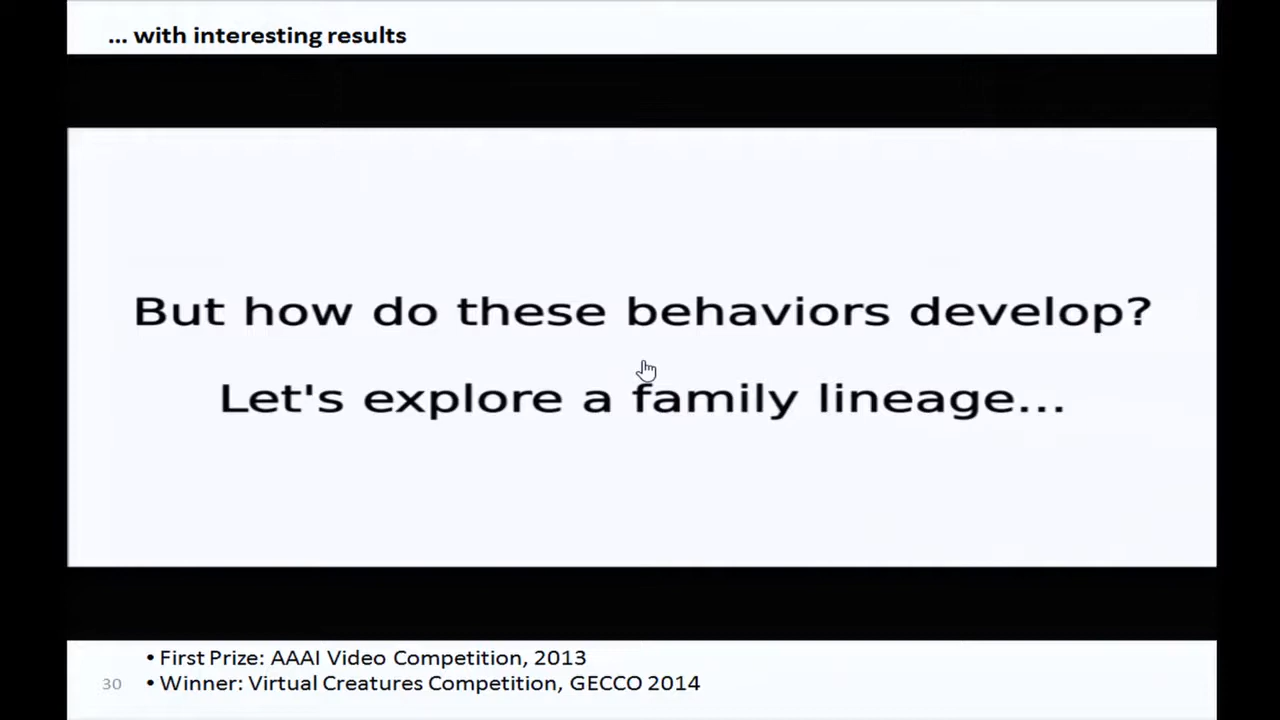 ... with interesting results
But how do these behaviors develop?
Let's explore a family lineage...
• First Prize: AAAI Video Competition, 2013
30 • Winner: Virtual Creatures Competition, GECCO 2014